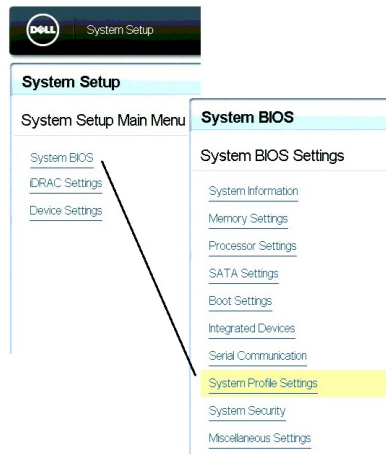 DELL
System Setup
System Setup
System Setup Main Menu
System BIOS
iDRAC Settings
Device Settings
System BIOS
System BIOS Settings
System Information
Memory Settings
Processor Settings
SATA Settings
Boot Settings
Integrated Devices
Serial Communication
System Profile Settings
System Security
Miscellaneous Settings